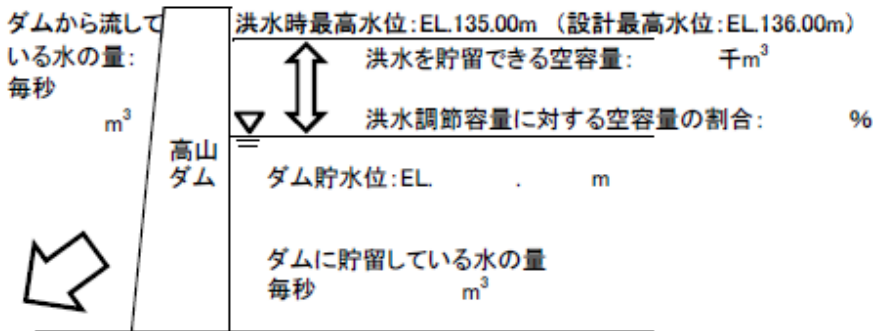 ダムから流して
いる水の量:
毎秒
m³
洪水時最高水位:EL.135.00m (設計最高水位:EL.136.00m)
洪水を貯留できる空容量: 千m³
洪水調節容量に対する空容量の割合: %
高山
ダム
ダム貯水位:EL. . m
ダムに貯留している水の量
毎秒 m³